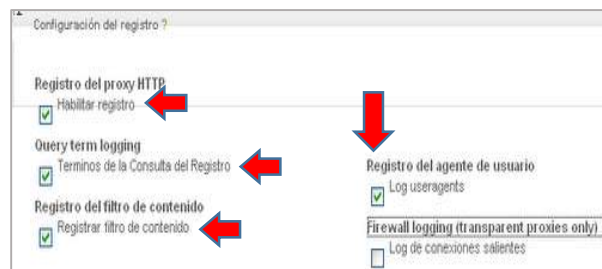 Configuración del registro ?
Registro del proxy HTTP
Habilitar registro
Query term logging
Terminos de la Consulta del Registro
Registro del filtro de contenido
Registrar filtro de contenido
Registro del agente de usuario
Log useragents
Firewall logging (transparent proxies only)
Log de conexiones salientes